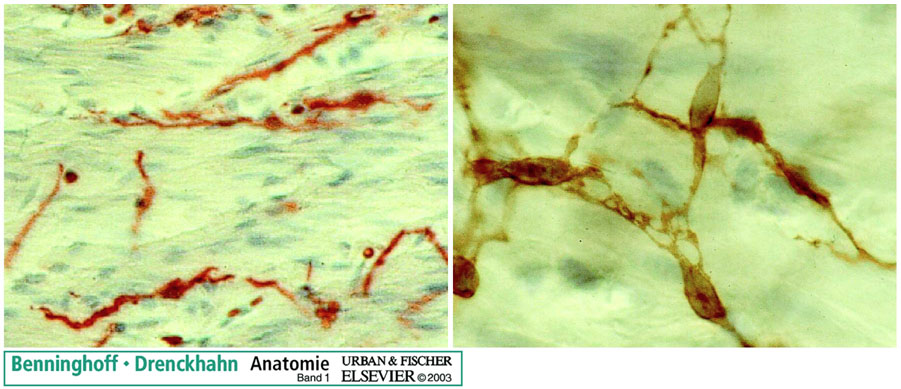 Benninghoff · Drenckhahn Anatomie URBAN & FISCHER
Band 1 ELSEVIER © 2003